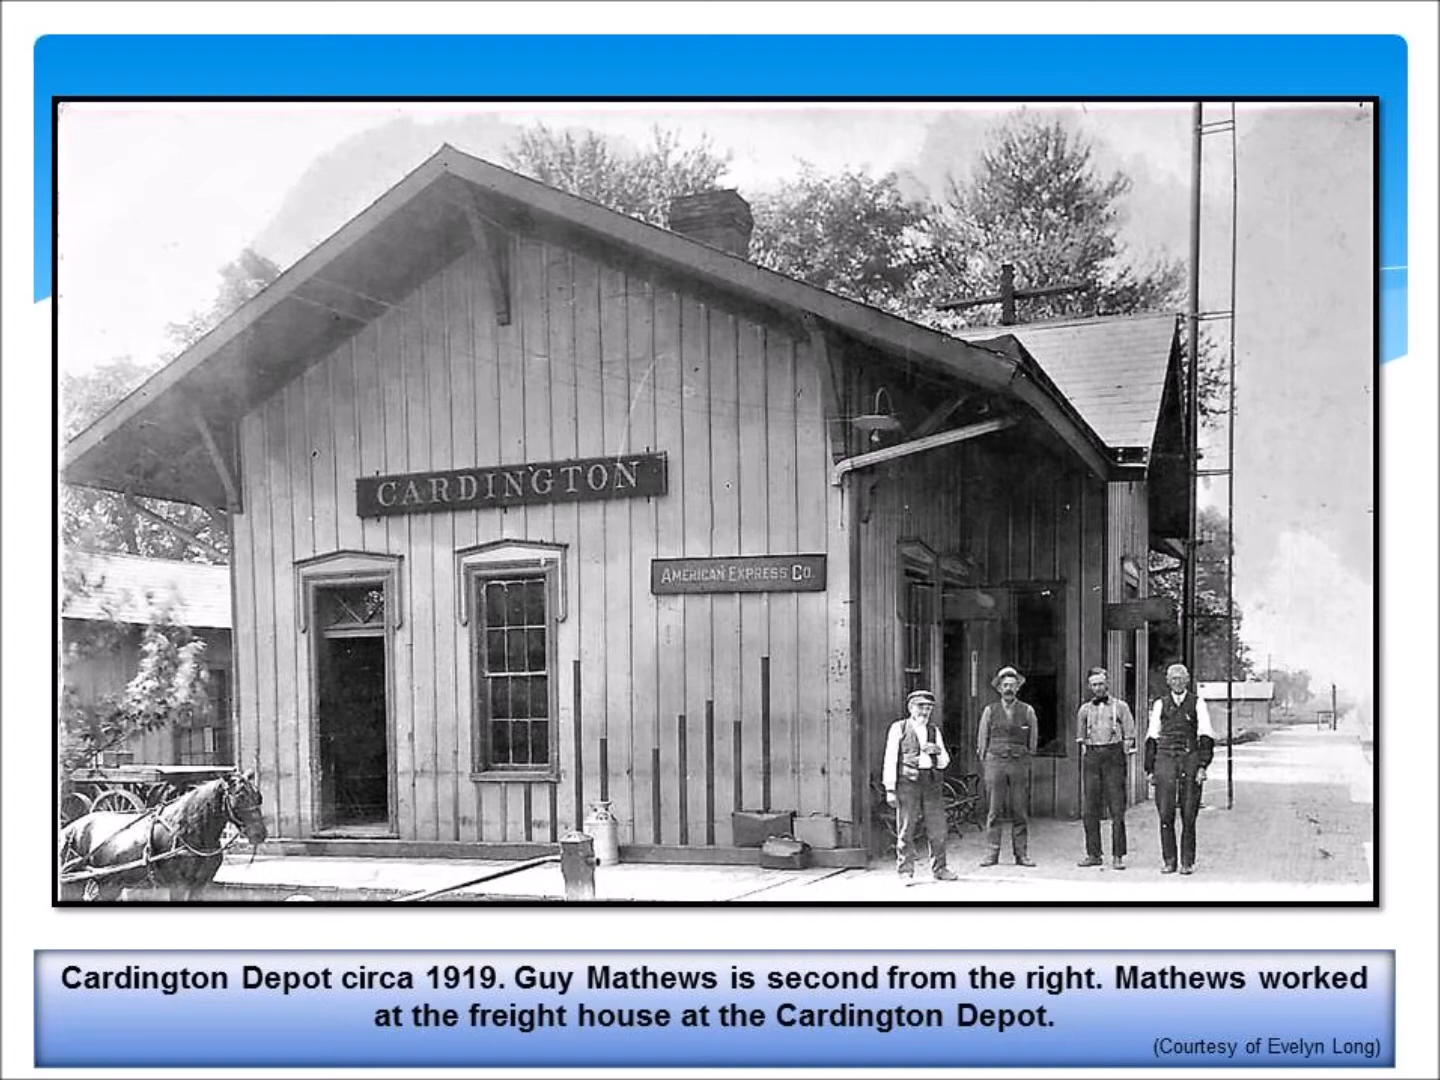 CARDINGTON
AMERICAN EXPRESS CO.
Cardington Depot circa 1919. Guy Mathews is second from the right. Mathews worked
at the freight house at the Cardington Depot.
(Courtesy of Evelyn Long)